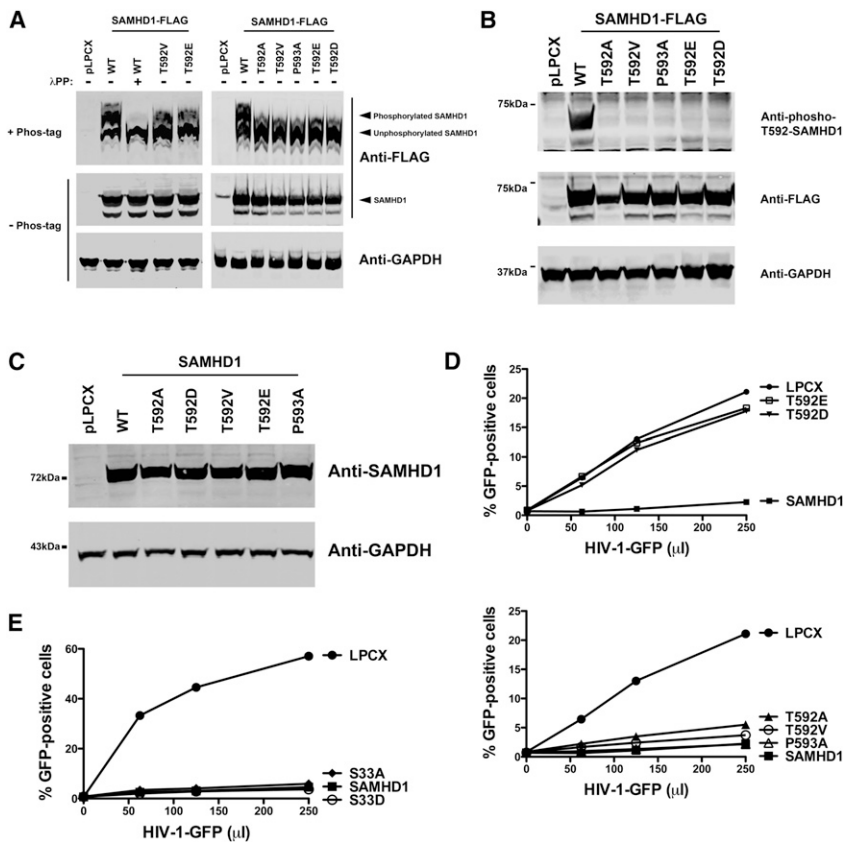 A
SAMHD1-FLAG
SAMHD1-FLAG
pLPCX
WT
WT
T592V
T592E
pLPCX
WT
T592A
T592V
P593A
T592E
T592D
λPP: - - + - - - - - - - - -
+ Phos-tag
Phosphorylated SAMHD1
Unphosphorylated SAMHD1
Anti-FLAG
- Phos-tag
SAMHD1
Anti-GAPDH
B
SAMHD1-FLAG
pLPCX
WT
T592A
T592V
P593A
T592E
T592D
75kDa
Anti-phosho-
T592-SAMHD1
75kDa
Anti-FLAG
37kDa
Anti-GAPDH
C
SAMHD1
pLPCX
WT
T592A
T592D
T592V
T592E
P593A
72kDa
Anti-SAMHD1
43kDa
Anti-GAPDH
D
% GFP-positive cells
25
20
15
10
5
0
0 50 100 150 200 250
HIV-1-GFP (µl)
LPCX
T592E
T592D
SAMHD1
% GFP-positive cells
25
20
15
10
5
0
0 50 100 150 200 250
HIV-1-GFP (µl)
LPCX
T592A
T592V
P593A
SAMHD1
E
% GFP-positive cells
60
40
20
0
0 50 100 150 200 250
HIV-1-GFP (µl)
LPCX
S33A
SAMHD1
S33D